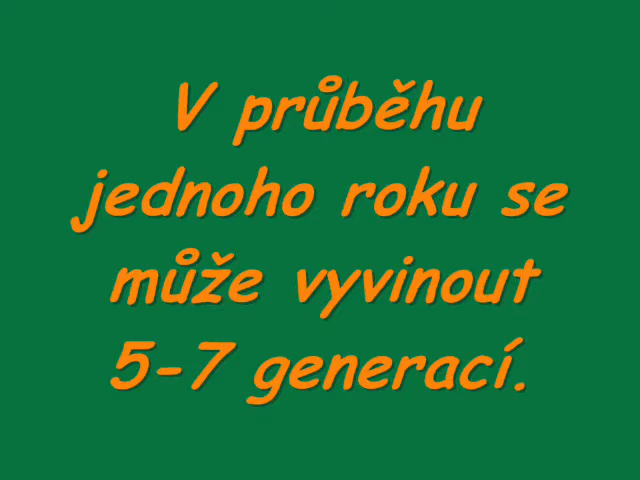 V průběhu
jednoho roku se
může vyvinout
5-7 generací.